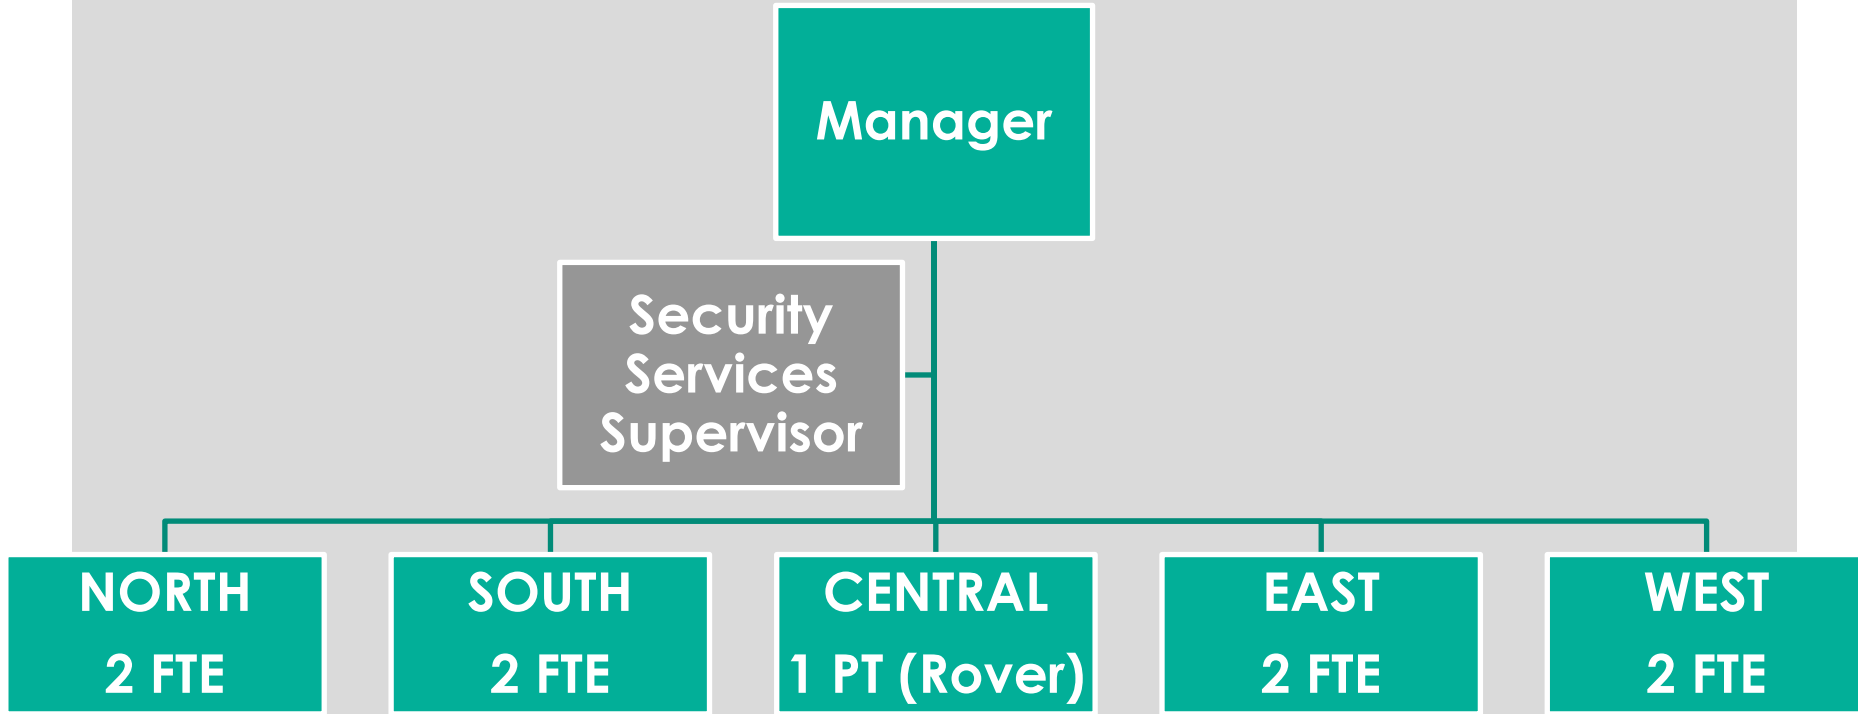 Manager
Security
Services
Supervisor
NORTH
2 FTE
SOUTH
2 FTE
CENTRAL
1 PT (Rover)
EAST
2 FTE
WEST
2 FTE